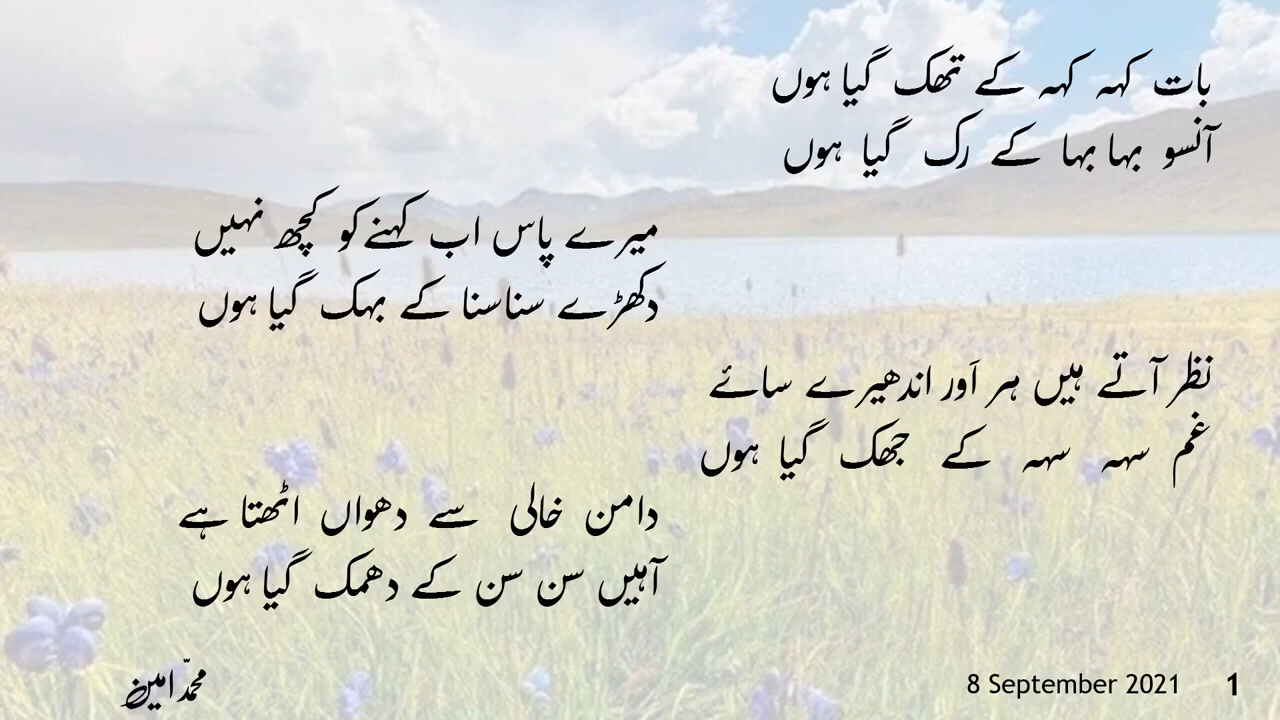 بات کہہ کہہ کے تھک گیا ہوں
آنسو بہا بہا کے رک گیا ہوں
میرے پاس اب کہنے کو کچھ نہیں
دکھڑے سنا سنا کے بہک گیا ہوں
نظر آتے ہیں ہر اَور اندھیرے سائے
غم سہہ سہہ کے جھک گیا ہوں
دامن خالی سے دھواں اٹھتا ہے
آہیں سن سن کے دھمک گیا ہوں
محمدّ امین
8 September 2021 1